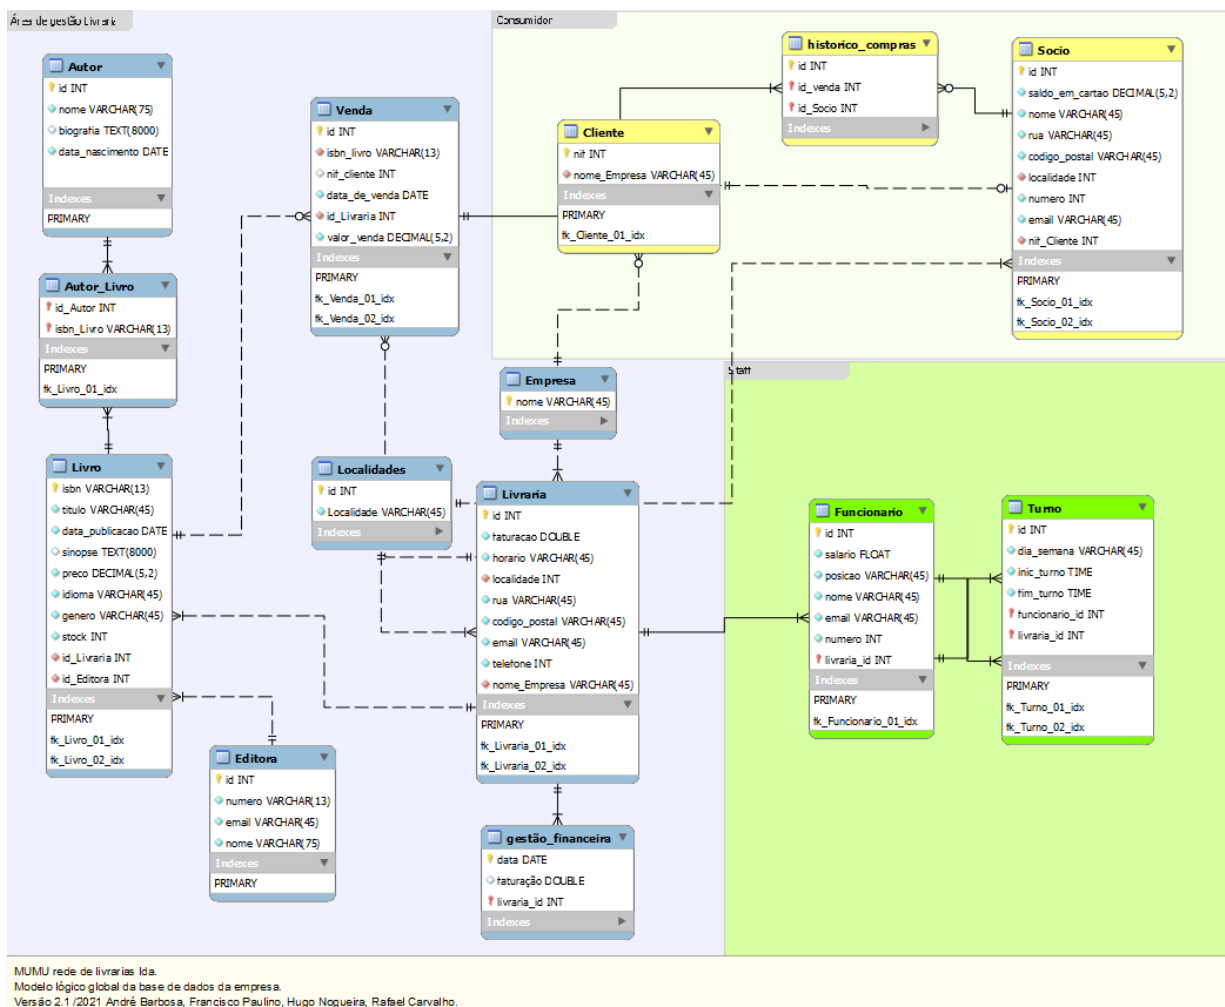 Área de gestão Livraria
Autor
id INT
nome VARCHAR(75)
biografia TEXT(8000)
data_nascimento DATE
Indexes
PRIMARY
Autor_Livro
id_Autor INT
isbn_Livro VARCHAR(13)
Indexes
PRIMARY
fk_Livro_01_idx
Livro
isbn VARCHAR(13)
titulo VARCHAR(45)
data_publicacao DATE
sinopse TEXT(8000)
preco DECIMAL(5,2)
idioma VARCHAR(45)
genero VARCHAR(45)
stock INT
id_Livraria INT
id_Editora INT
Indexes
PRIMARY
fk_Livro_01_idx
fk_Livro_02_idx
Venda
id INT
isbn_livro VARCHAR(13)
nif_cliente INT
data_de_venda DATE
id_Livraria INT
valor_venda DECIMAL(5,2)
Indexes
PRIMARY
fk_Venda_01_idx
fk_Venda_02_idx
Localidades
id INT
Localidade VARCHAR(45)
Indexes
Editora
id INT
numero VARCHAR(13)
email VARCHAR(45)
nome VARCHAR(75)
Indexes
PRIMARY
Empresa
nome VARCHAR(45)
Indexes
Livraria
id INT
faturacao DOUBLE
horario VARCHAR(45)
localidade INT
rua VARCHAR(45)
codigo_postal VARCHAR(45)
email VARCHAR(45)
telefone INT
nome_Empresa VARCHAR(45)
Indexes
PRIMARY
fk_Livraria_01_idx
fk_Livraria_02_idx
gestão_financeira
data DATE
faturação DOUBLE
livraria_id INT
Indexes
Consumidor
Cliente
nif INT
nome_Empresa VARCHAR(45)
Indexes
PRIMARY
fk_Cliente_01_idx
historico_compras
id INT
id_venda INT
id_Socio INT
Indexes
Socio
id INT
saldo_em_cartao DECIMAL(5,2)
nome VARCHAR(45)
rua VARCHAR(45)
codigo_postal VARCHAR(45)
localidade INT
numero INT
email VARCHAR(45)
nif_Cliente INT
Indexes
PRIMARY
fk_Socio_01_idx
fk_Socio_02_idx
Staff
Funcionario
id INT
salario FLOAT
posicao VARCHAR(45)
nome VARCHAR(45)
email VARCHAR(45)
numero INT
livraria_id INT
Indexes
PRIMARY
fk_Funcionario_01_idx
Turno
id INT
dia_semana VARCHAR(45)
inic_turno TIME
fim_turno TIME
funcionario_id INT
livraria_id INT
Indexes
PRIMARY
fk_Turno_01_idx
fk_Turno_02_idx
MUMU rede de livrarias lda.
Modelo lógico global da base de dados da empresa.
Versão 2.1 /2021 André Barbosa, Francisco Paulino, Hugo Nogueira, Rafael Carvalho.